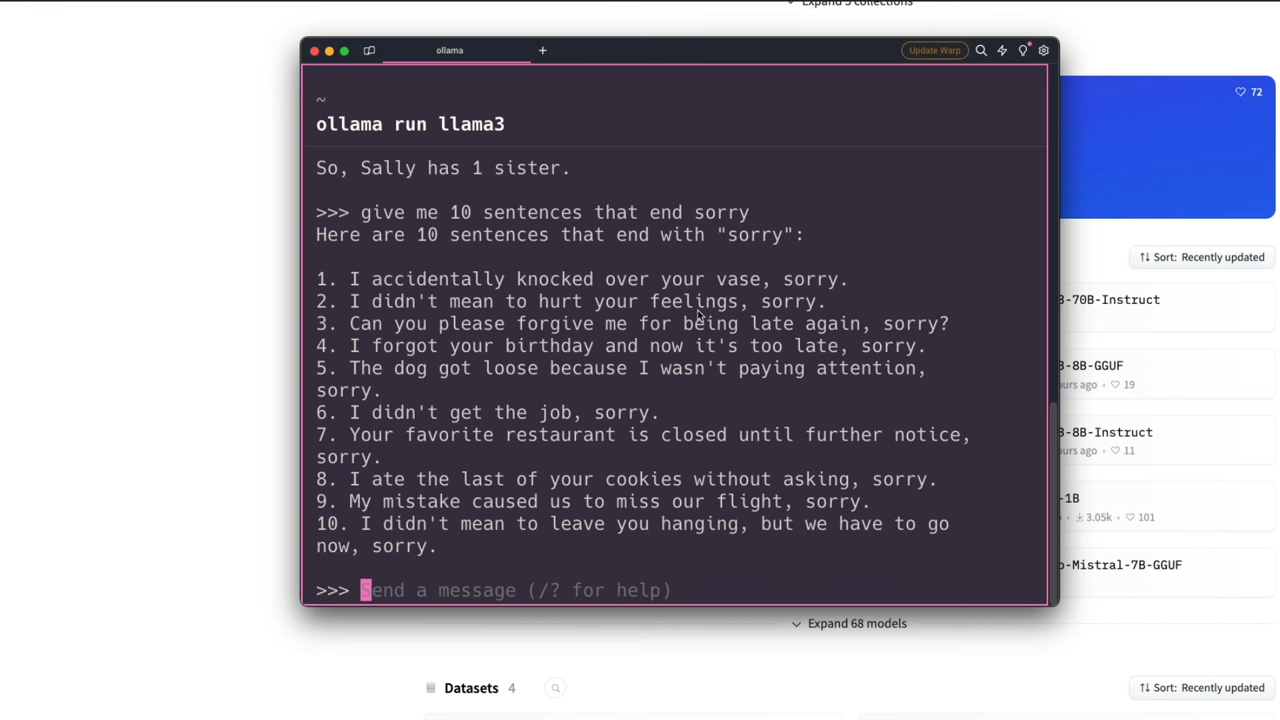 Expand 5 collections
ollama
Update Warp
72
~
ollama run llama3
So, Sally has 1 sister.
>>> give me 10 sentences that end sorry
Here are 10 sentences that end with "sorry":
1. I accidentally knocked over your vase, sorry.
2. I didn't mean to hurt your feelings, sorry.
3. Can you please forgive me for being late again, sorry?
4. I forgot your birthday and now it's too late, sorry.
5. The dog got loose because I wasn't paying attention,
sorry.
6. I didn't get the job, sorry.
7. Your favorite restaurant is closed until further notice,
sorry.
8. I ate the last of your cookies without asking, sorry.
9. My mistake caused us to miss our flight, sorry.
10. I didn't mean to leave you hanging, but we have to go
now, sorry.
>>> Send a message (/? for help)
Sort: Recently updated
B-70B-Instruct
B-8B-GGUF
ours ago • 19
B-8B-Instruct
ours ago • 11
-1B
• 3.05k • 101
o-Mistral-7B-GGUF
Expand 68 models
Datasets 4
Sort: Recently updated